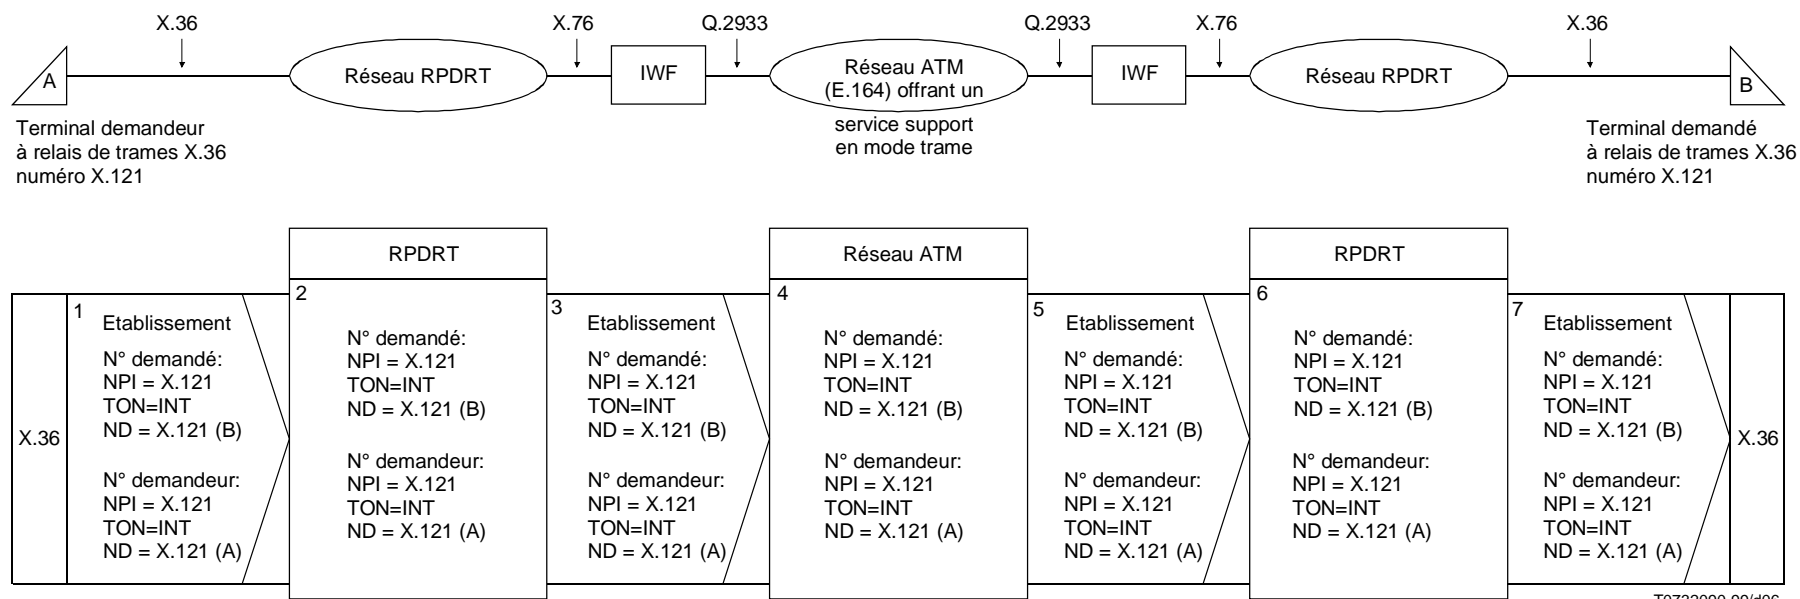 X.36
X.76
Q.2933
Q.2933
X.76
X.36
A
Réseau RPDRT
IWF
Réseau ATM
(E.164) offrant un
service support
en mode trame
IWF
Réseau RPDRT
B
Terminal demandeur
à relais de trames X.36
numéro X.121
Terminal demandé
à relais de trames X.36
numéro X.121
RPDRT
Réseau ATM
RPDRT
X.36
1
Etablissement
N° demandé:
NPI = X.121
TON=INT
ND = X.121 (B)
N° demandeur:
NPI = X.121
TON=INT
ND = X.121 (A)
2
N° demandé:
NPI = X.121
TON=INT
ND = X.121 (B)
N° demandeur:
NPI = X.121
TON=INT
ND = X.121 (A)
3
Etablissement
N° demandé:
NPI = X.121
TON=INT
ND = X.121 (B)
N° demandeur:
NPI = X.121
TON=INT
ND = X.121 (A)
4
N° demandé:
NPI = X.121
TON=INT
ND = X.121 (B)
N° demandeur:
NPI = X.121
TON=INT
ND = X.121 (A)
5
Etablissement
N° demandé:
NPI = X.121
TON=INT
ND = X.121 (B)
N° demandeur:
NPI = X.121
TON=INT
ND = X.121 (A)
6
N° demandé:
NPI = X.121
TON=INT
ND = X.121 (B)
N° demandeur:
NPI = X.121
TON=INT
ND = X.121 (A)
7
Etablissement
N° demandé:
NPI = X.121
TON=INT
ND = X.121 (B)
N° demandeur:
NPI = X.121
TON=INT
ND = X.121 (A)
X.36